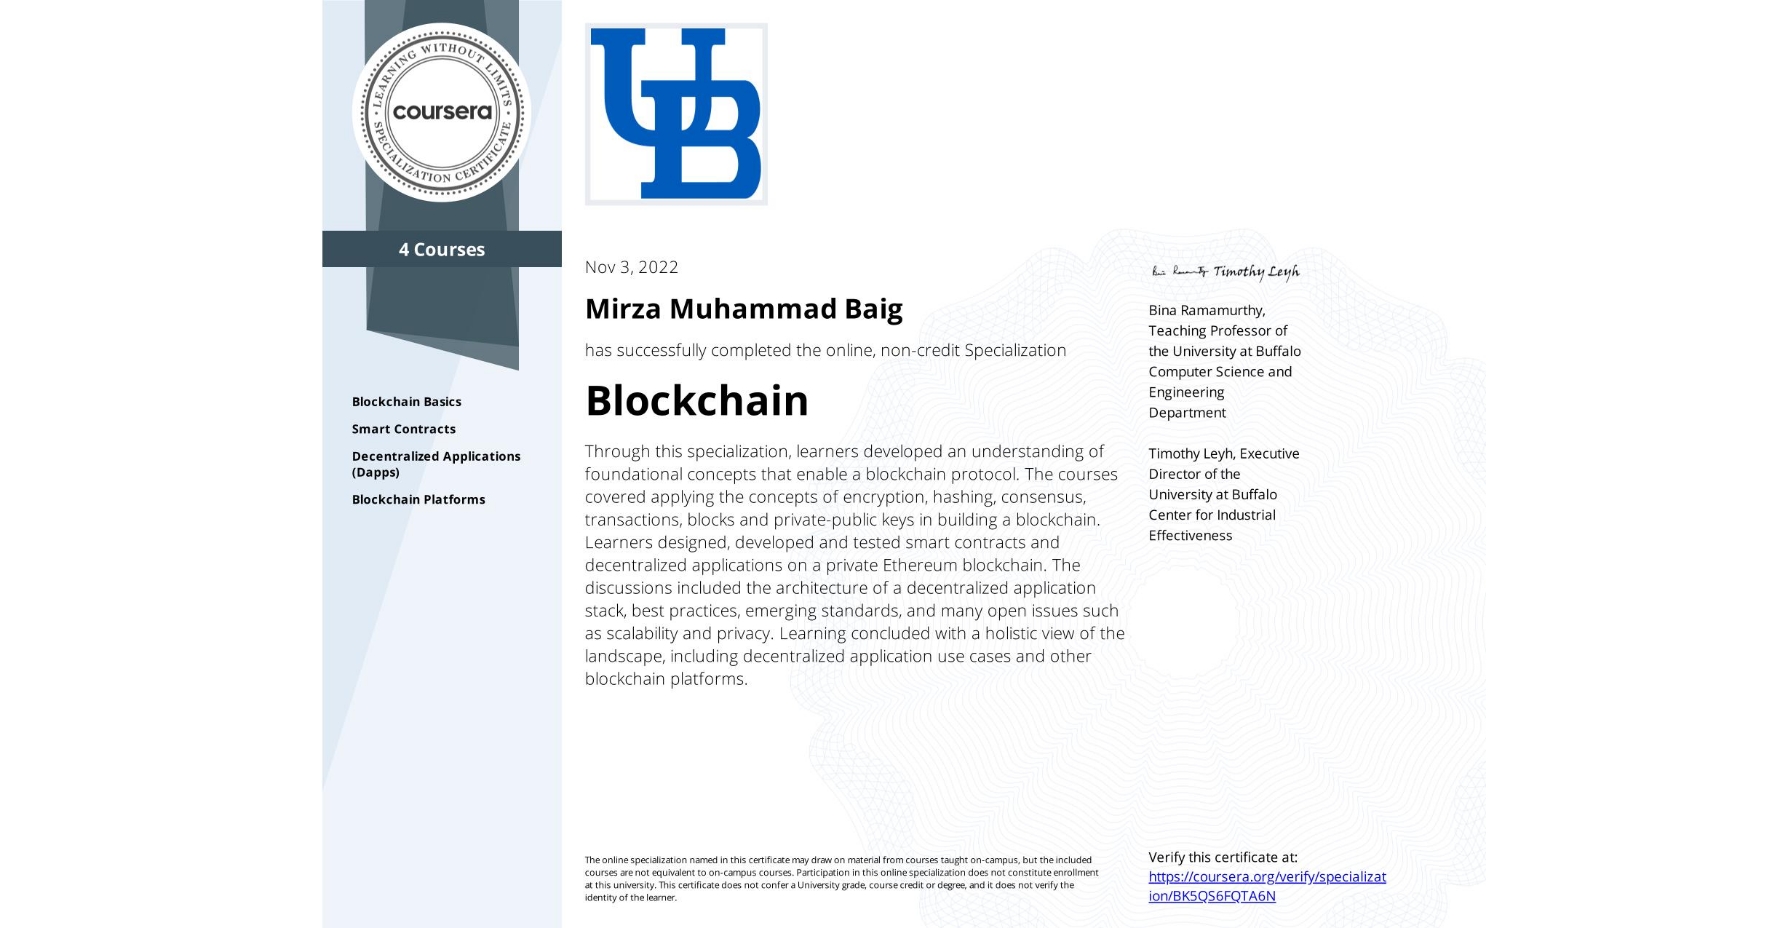 LEARNING WITHOUT LIMITS
coursera
SPECIALIZATION CERTIFICATE
4 Courses
Blockchain Basics
Smart Contracts
Decentralized Applications
(Dapps)
Blockchain Platforms
UB
Nov 3, 2022
Mirza Muhammad Baig
has successfully completed the online, non-credit Specialization
Blockchain
Through this specialization, learners developed an understanding of
foundational concepts that enable a blockchain protocol. The courses
covered applying the concepts of encryption, hashing, consensus,
transactions, blocks and private-public keys in building a blockchain.
Learners designed, developed and tested smart contracts and
decentralized applications on a private Ethereum blockchain. The
discussions included the architecture of a decentralized application
stack, best practices, emerging standards, and many open issues such
as scalability and privacy. Learning concluded with a holistic view of the
landscape, including decentralized application use cases and other
blockchain platforms.
The online specialization named in this certificate may draw on material from courses taught on-campus, but the included
courses are not equivalent to on-campus courses. Participation in this online specialization does not constitute enrollment
at this university. This certificate does not confer a University grade, course credit or degree, and it does not verify the
identity of the learner.
Timothy Leyh
Bina Ramamurthy,
Teaching Professor of
the University at Buffalo
Computer Science and
Engineering
Department
Timothy Leyh, Executive
Director of the
University at Buffalo
Center for Industrial
Effectiveness
Verify this certificate at:
https://coursera.org/verify/specializat
ion/BK5QS6FQTA6N